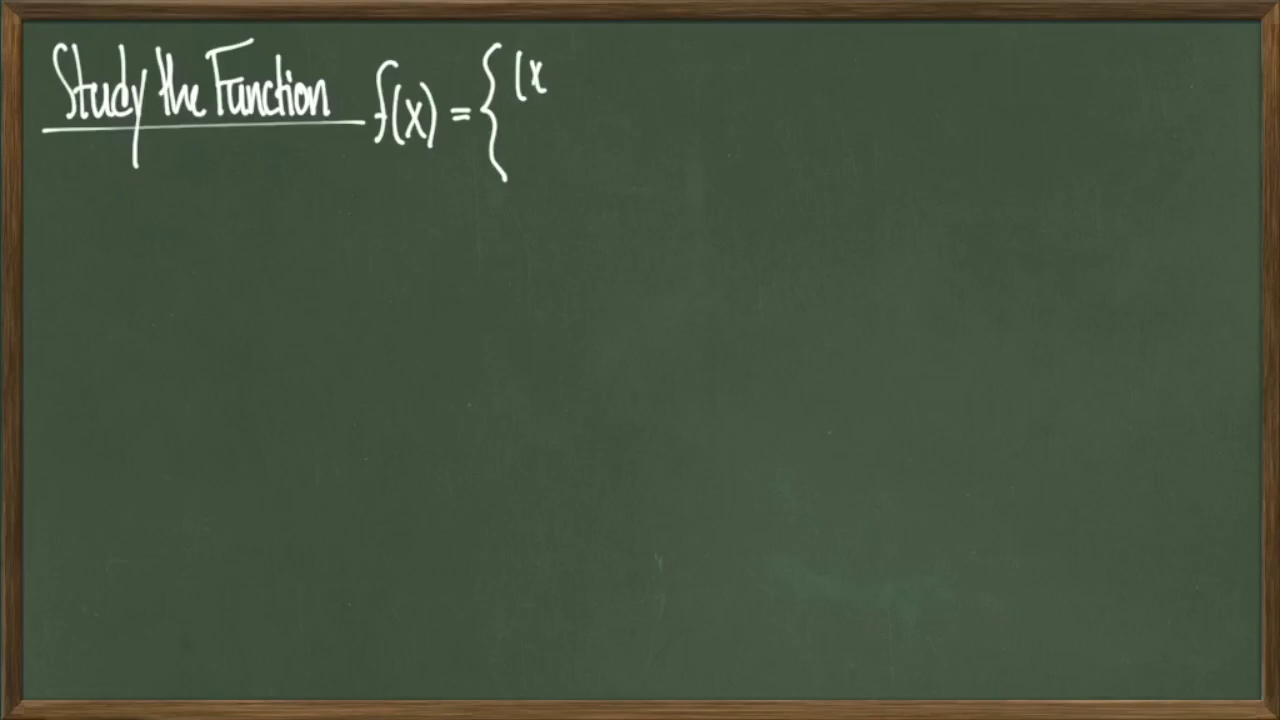 Study the Function f(x) = { (x